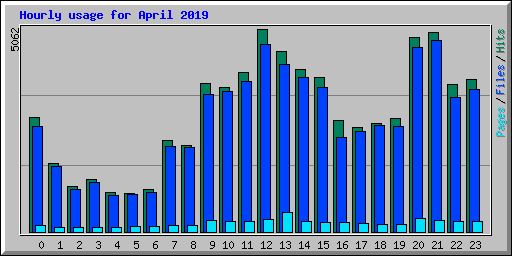 Hourly usage for April 2019
5062
Pages / Files / Hits
0 1 2 3 4 5 6 7 8 9 10 11 12 13 14 15 16 17 18 19 20 21 22 23